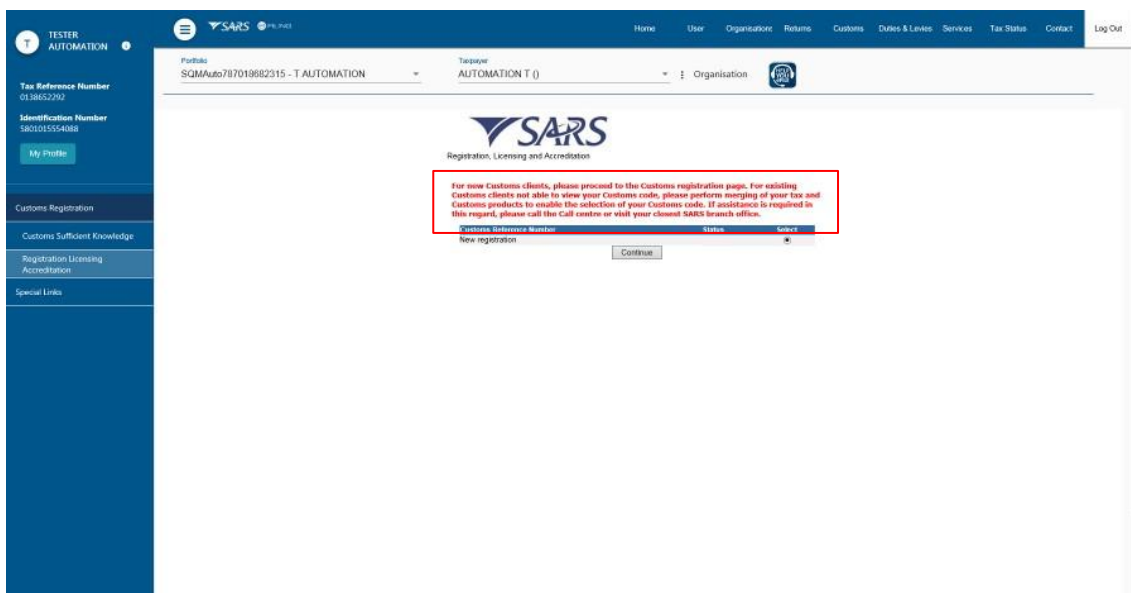 T
TESTER
AUTOMATION
Tax Reference Number
0138652292
Identification Number
5801015554088
My Profile
Customs Registration
Customs Sufficient Knowledge
Registration Licensing
Accreditation
Special Links
SARS
Home User Organisations Returns Customs Duties & Levies Services Tax Status Contact Log Out
Portfolio
SQMAuto787019682315 - T AUTOMATION
Taxpayer
AUTOMATION T ()
Organisation
SARS
Registration, Licensing and Accreditation
For new Customs clients, please proceed to the Customs registration page. For existing
Customs clients not able to view your Customs code, please perform merging of your tax and
Customs products to enable the selection of your Customs code. If assistance is required in
this regard, please call the Call centre or visit your closest SARS branch office.
Customs Reference Number Status Select
New registration
Continue